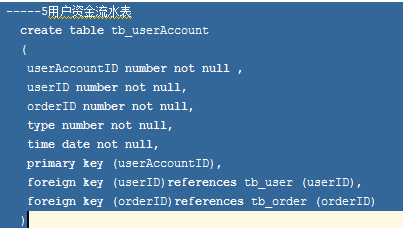 -----5用户资金流水表
create table tb_userAccount
(
userAccountID number not null ,
userID number not null,
orderID number not null,
type number not null,
time date not null,
primary key (userAccountID),
foreign key (userID)references tb_user (userID),
foreign key (orderID)references tb_order (orderID)
)